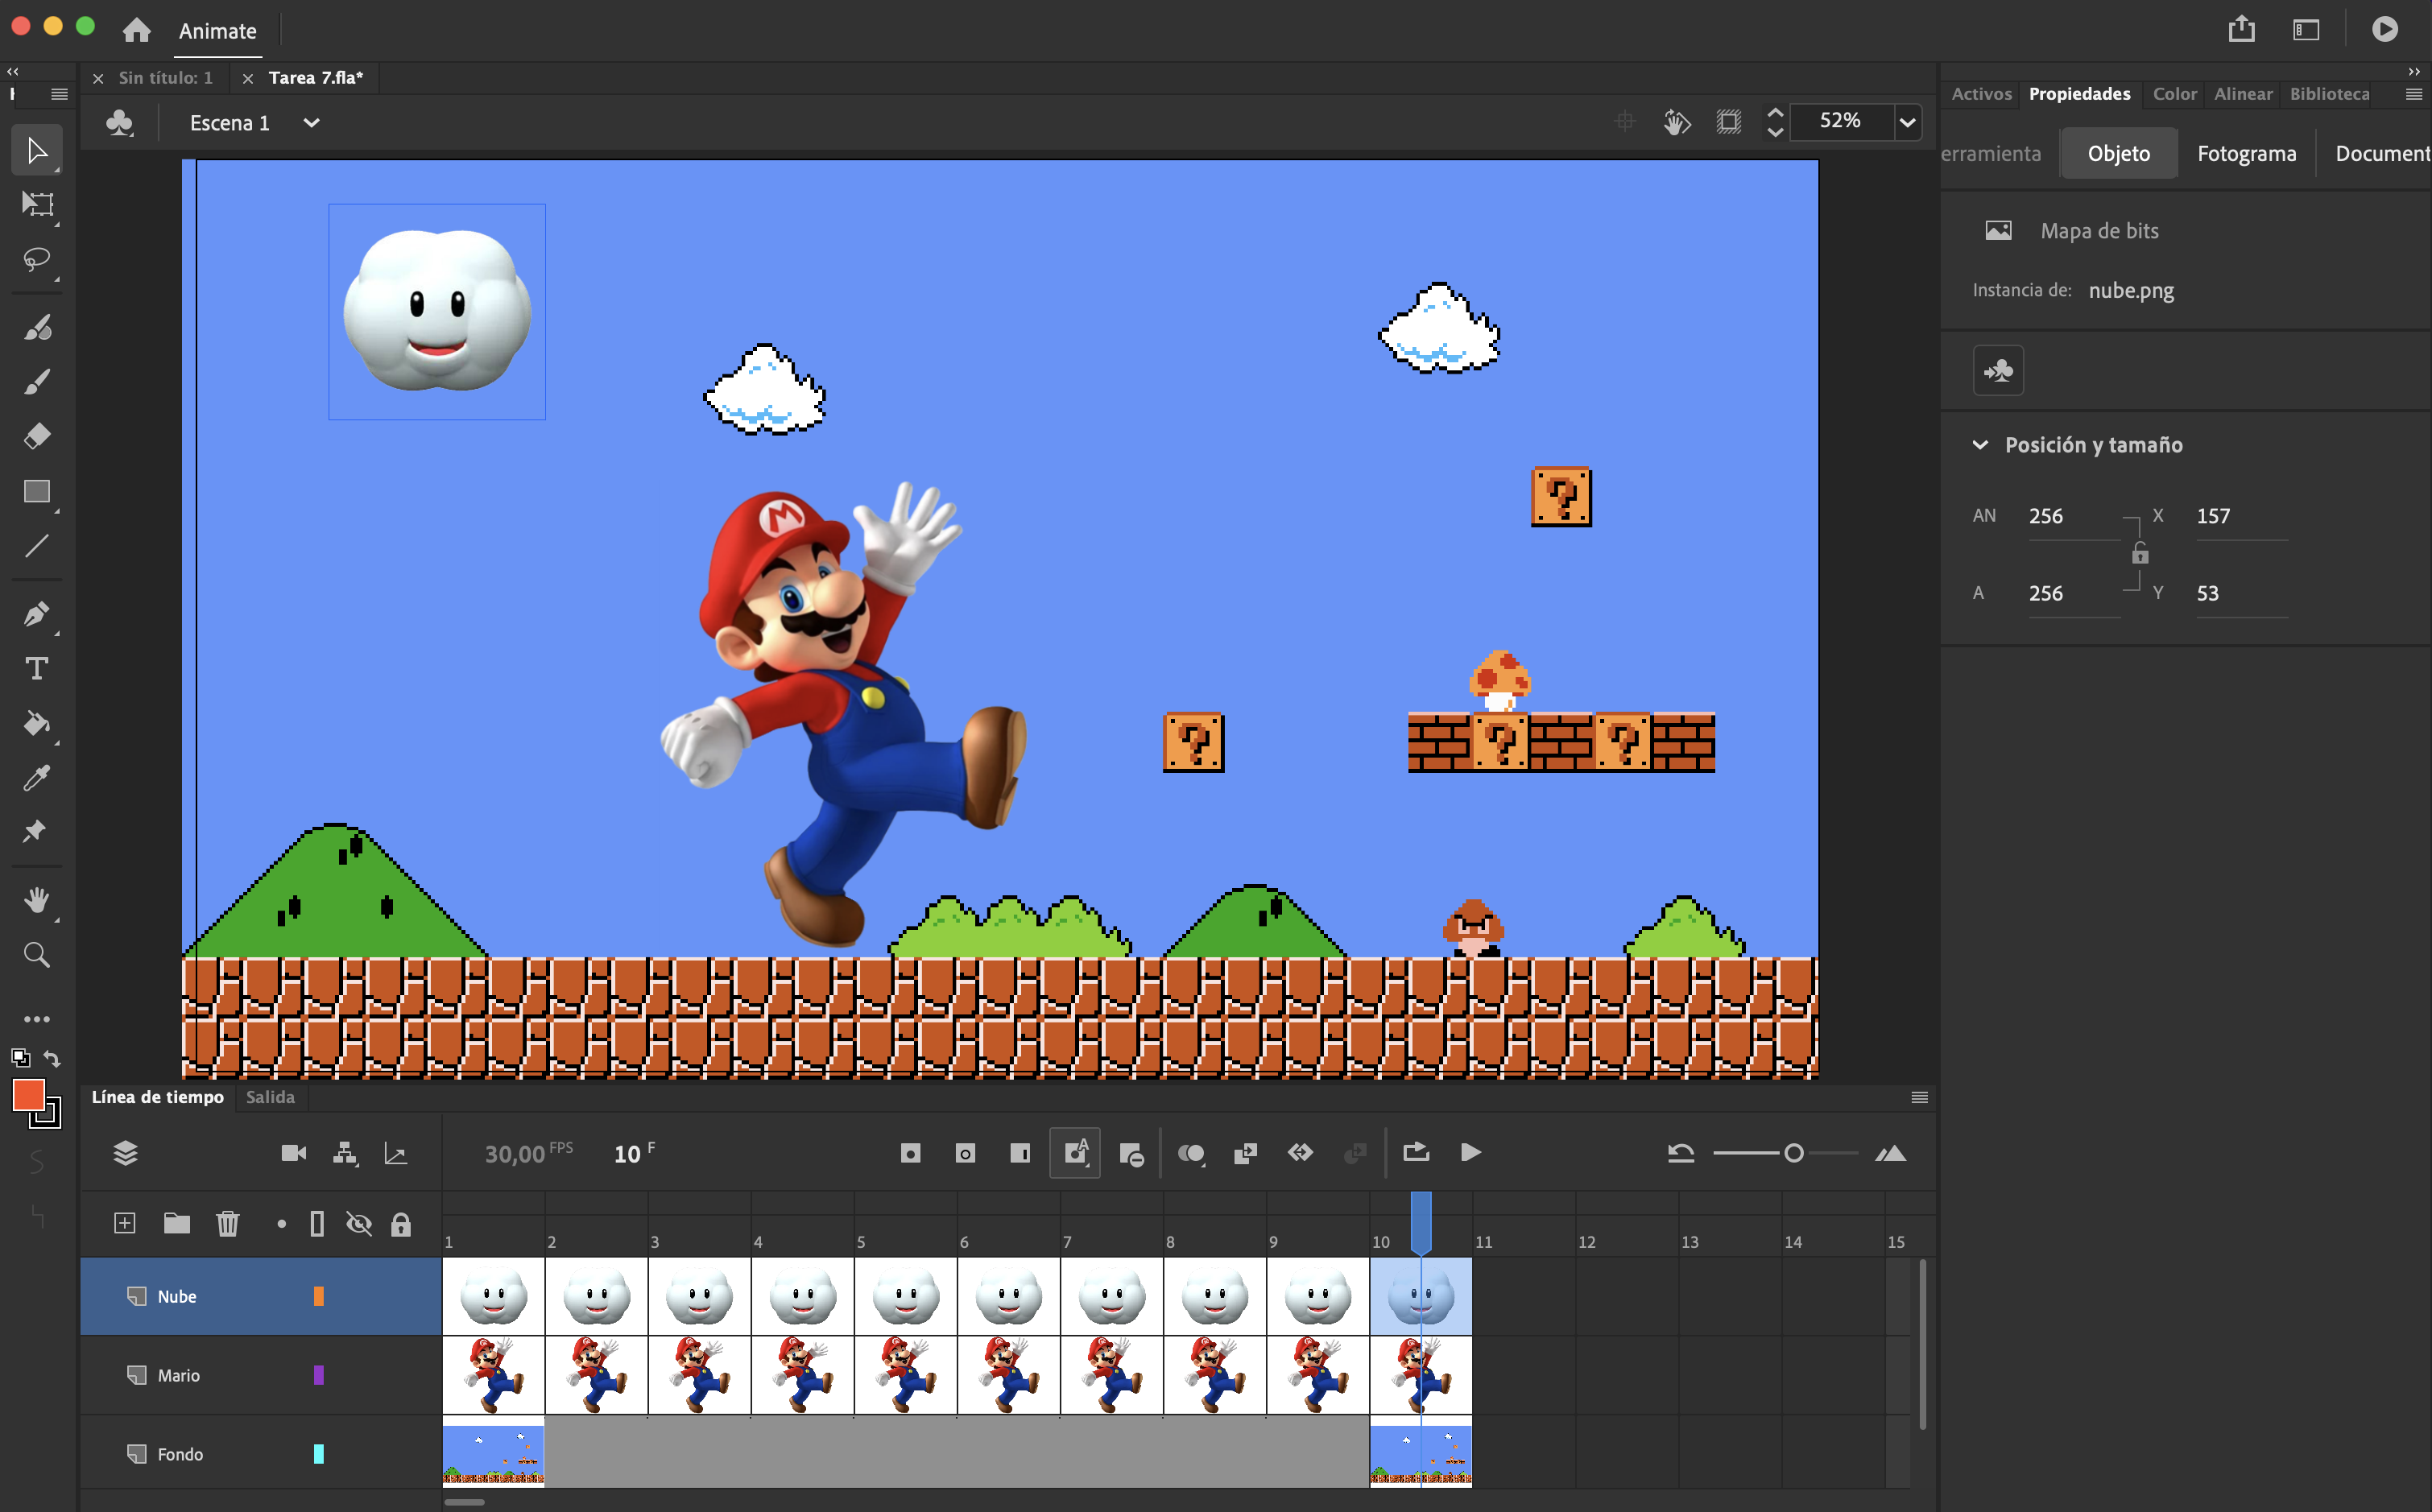 Animate
Sin título: 1
Tarea 7.fla*
Escena 1
52%
Activos
Propiedades
Color
Alinear
Biblioteca
erramienta
Objeto
Fotograma
Document
Mapa de bits
Instancia de: nube.png
Posición y tamaño
AN 256 X 157
A 256 Y 53
M
?
?
? ?
Línea de tiempo
Salida
30,00 FPS
10 F
A
1 2 3 4 5 6 7 8 9 10 11 12 13 14 15
Nube
Mario
Fondo